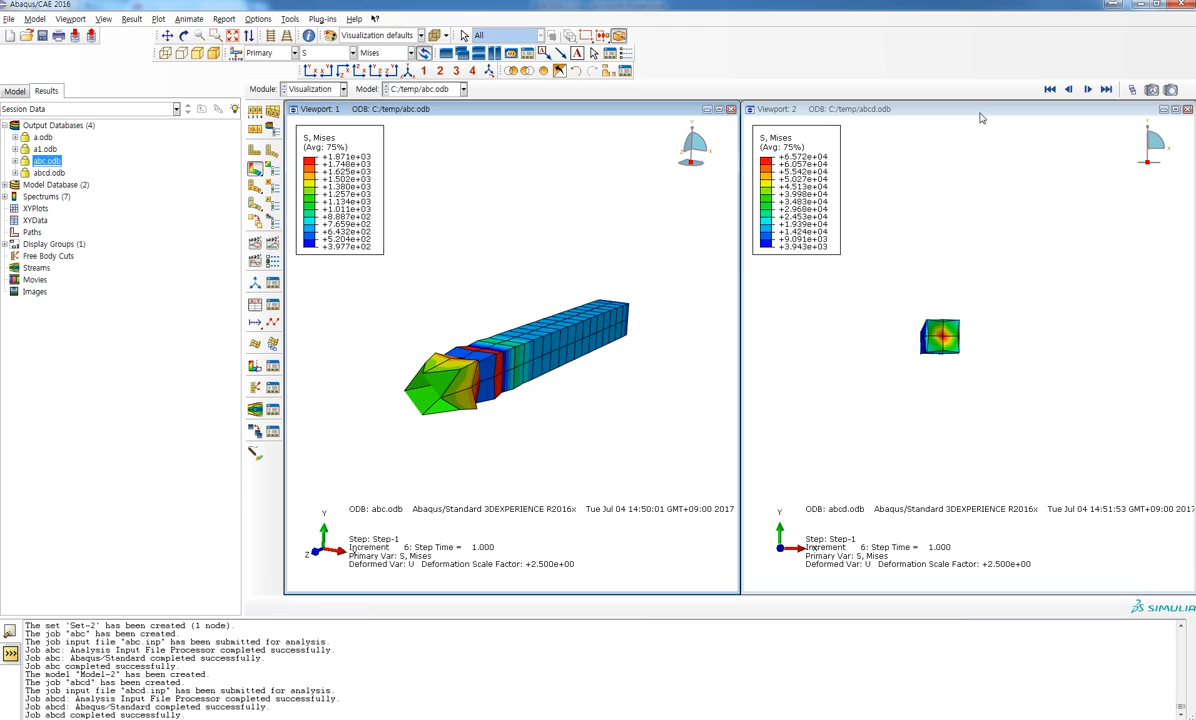 Abaqus/CAE 2016
File Model Viewport View Result Plot Animate Report Options Tools Plug-ins Help
Visualization defaults All
Primary S Mises
1 2 3 4
Model Results Module: Visualization Model: C:/temp/abc.odb
Session Data
Output Databases (4)
a.odb
a1.odb
abc.odb
abcd.odb
Model Database (2)
Spectrums (7)
XYPlots
XYData
Paths
Display Groups (1)
Free Body Cuts
Streams
Movies
Images
Viewport: 1 ODB: C:/temp/abc.odb
S, Mises
(Avg: 75%)
+1.871e+03
+1.748e+03
+1.625e+03
+1.502e+03
+1.380e+03
+1.257e+03
+1.134e+03
+1.011e+03
+8.887e+02
+7.659e+02
+6.432e+02
+5.204e+02
+3.977e+02
Y
Z
ODB: abc.odb Abaqus/Standard 3DEXPERIENCE R2016x Tue Jul 04 14:50:01 GMT+09:00 2017
Step: Step-1
Increment 6: Step Time = 1.000
Primary Var: S, Mises
Deformed Var: U Deformation Scale Factor: +2.500e+00
Viewport: 2 ODB: C:/temp/abcd.odb
S, Mises
(Avg: 75%)
+6.572e+04
+6.057e+04
+5.542e+04
+5.027e+04
+4.513e+04
+3.998e+04
+3.483e+04
+2.968e+04
+2.453e+04
+1.939e+04
+1.424e+04
+9.091e+03
+3.943e+03
Y
ODB: abcd.odb Abaqus/Standard 3DEXPERIENCE R2016x Tue Jul 04 14:51:53 GMT+09:00 2017
Step: Step-1
Increment 6: Step Time = 1.000
Primary Var: S, Mises
Deformed Var: U Deformation Scale Factor: +2.500e+00
SIMULIA
The set 'Set-2' has been created (1 node).
The job "abc" has been created.
The job input file "abc.inp" has been submitted for analysis.
Job abc: Analysis Input File Processor completed successfully.
Job abc: Abaqus/Standard completed successfully.
Job abc completed successfully.
The model "Model-2" has been created.
The job "abcd" has been created.
The job input file "abcd.inp" has been submitted for analysis.
Job abcd: Analysis Input File Processor completed successfully.
Job abcd: Abaqus/Standard completed successfully.
Job abcd completed successfully.